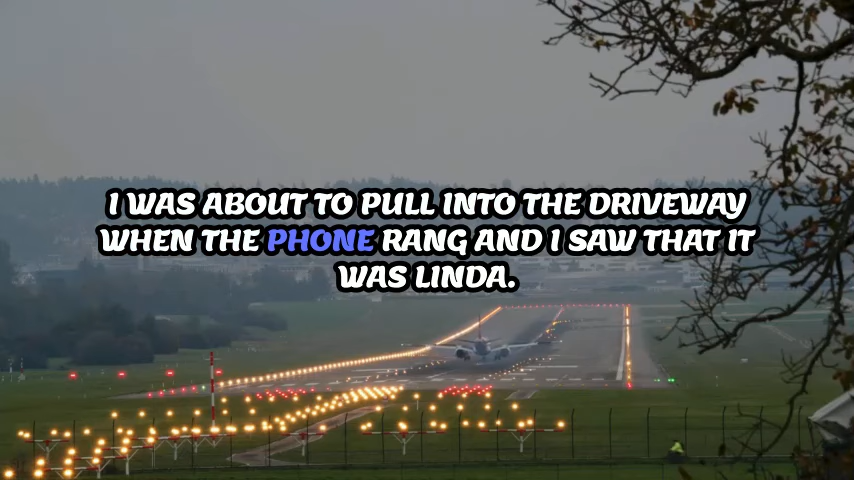 I WAS ABOUT TO PULL INTO THE DRIVEWAY
WHEN THE PHONE RANG AND I SAW THAT IT
WAS LINDA.